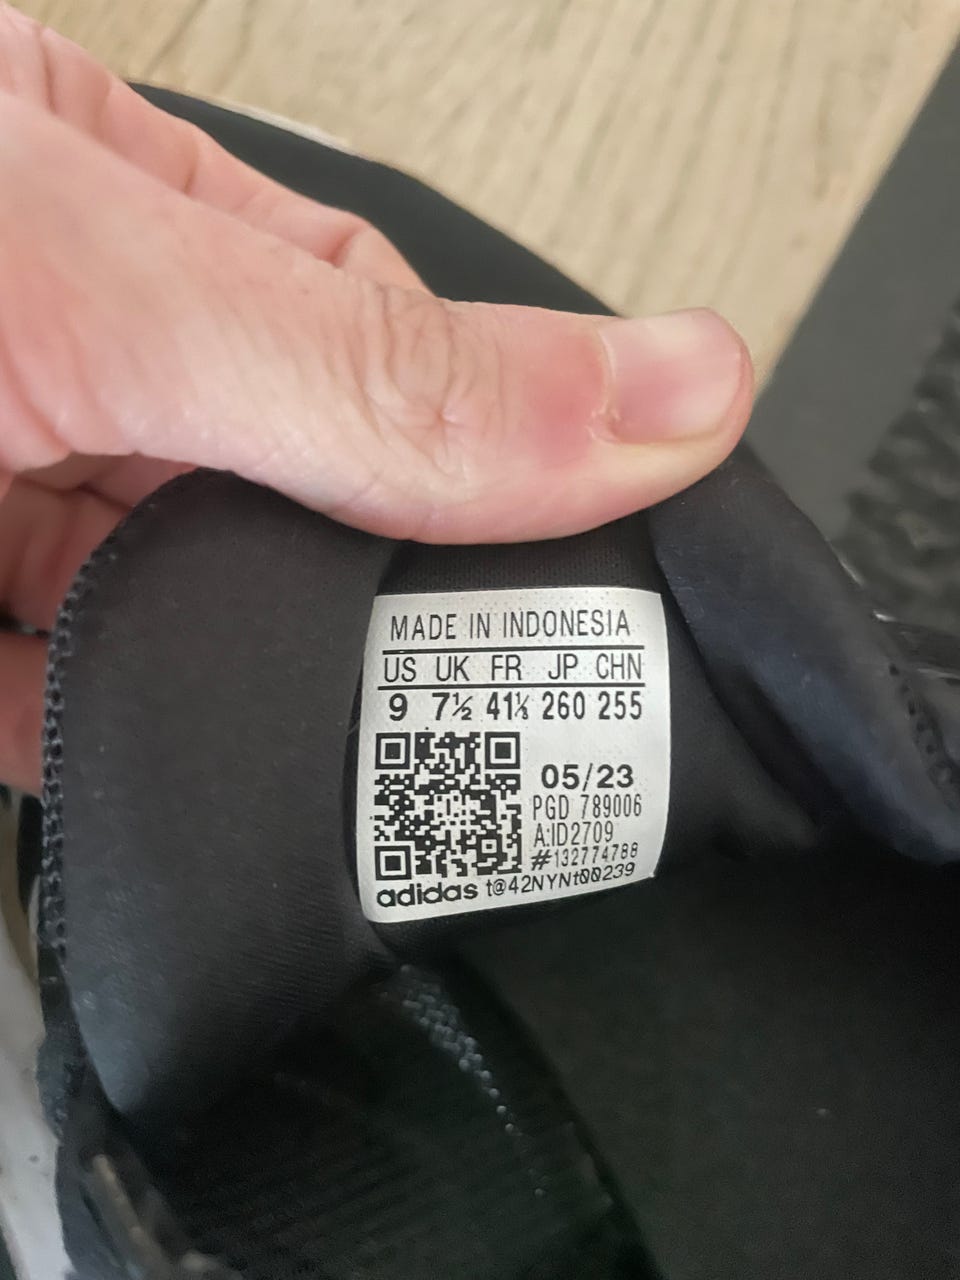 MADE IN INDONESIA
US UK FR JP CHN
9 7½ 41⅓ 260 255
05/23
PGD 789006
A:ID2709
#132774788
adidas t@42NYNt00239